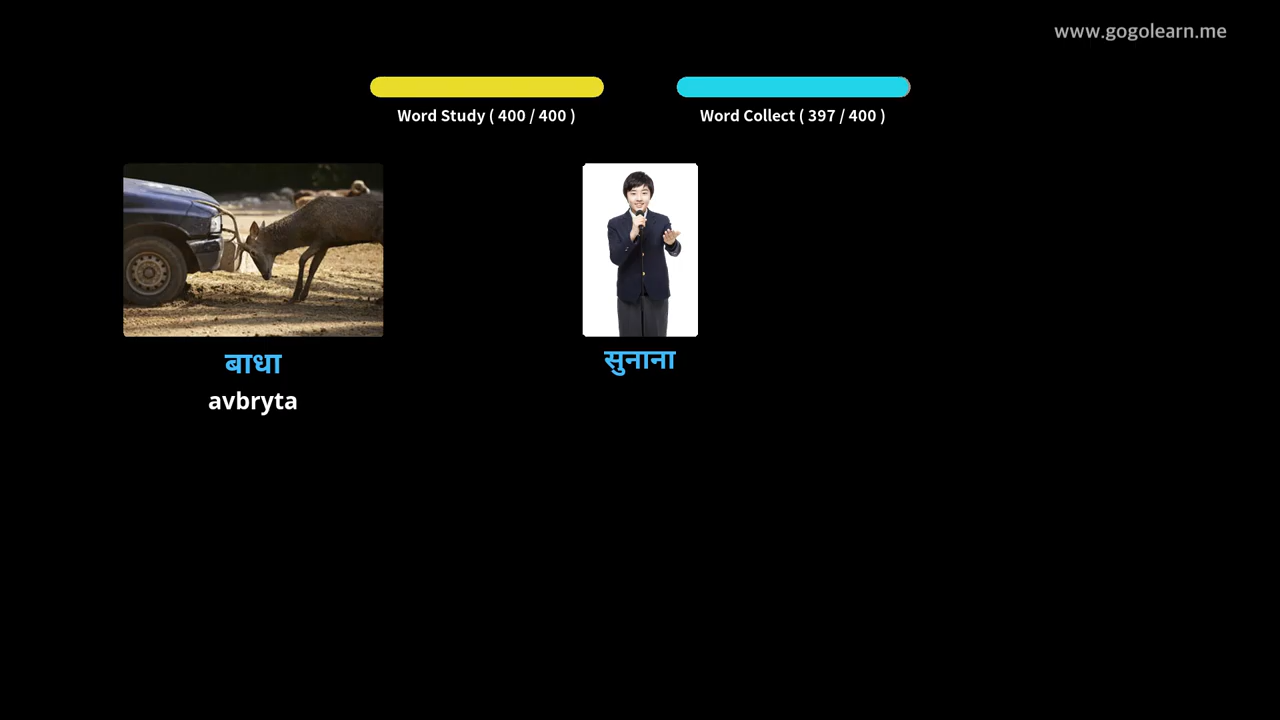 www.gogolearn.me
Word Study ( 400 / 400 )
Word Collect ( 397 / 400 )
बाधा
avbryta
सुनाना